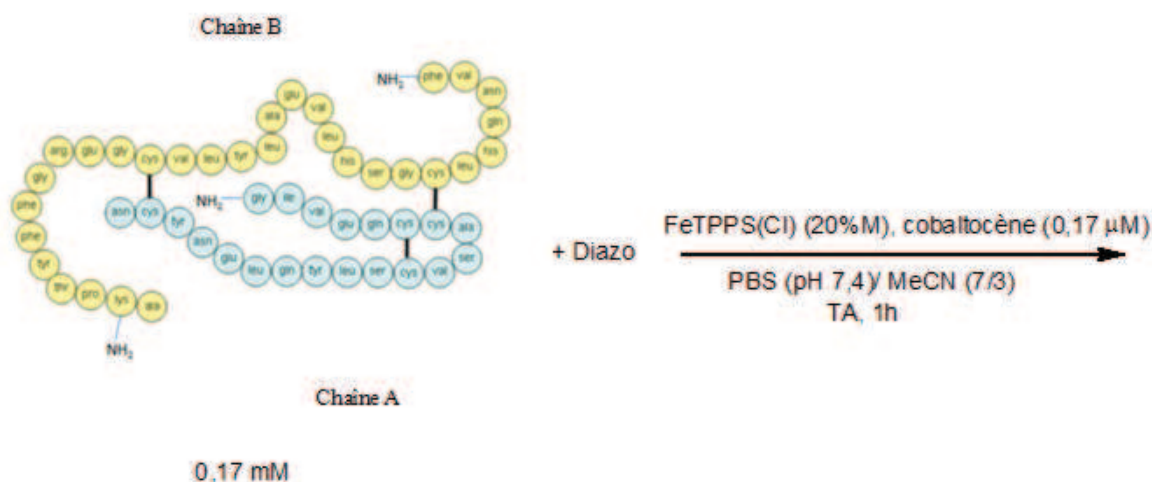 Chaîne B
NH₂ phe val
glu asn
ala val
leu gln
arg glu gly cys val leu tyr leu his his
gly ser gly cys leu
NH₂ gly ile
phe asn cys tyr val glu gln cys cys ala
phe asn
tyr glu leu gln tyr leu ser cys val ser
thr pro lys ala
NH₂
Chaîne A
0,17 mM
+ Diazo
FeTPPS(Cl) (20%M), cobaltocène (0,17 µM)
PBS (pH 7,4)/ MeCN (7/3)
TA, 1h